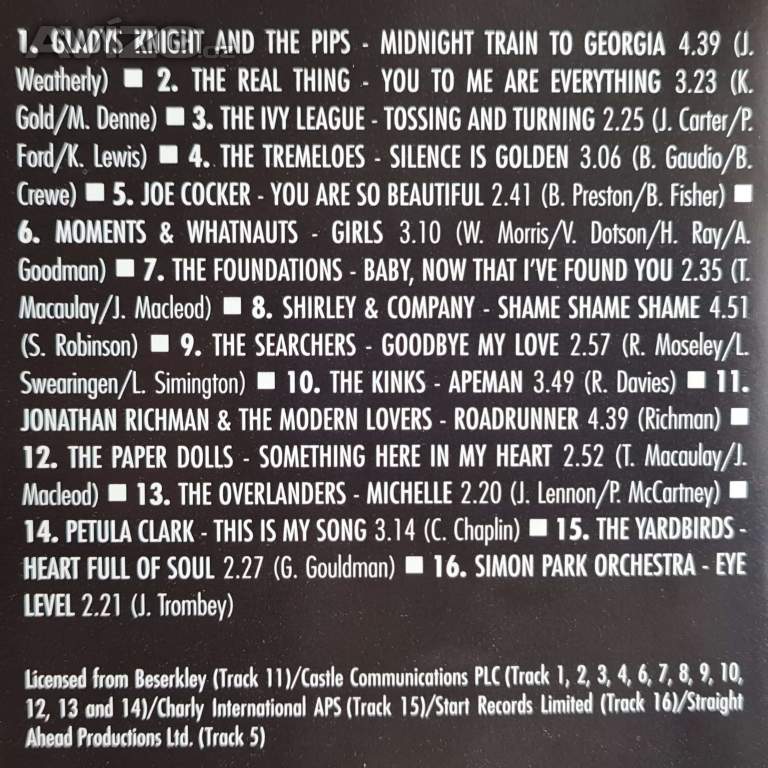 1. GLADYS KNIGHT AND THE PIPS - MIDNIGHT TRAIN TO GEORGIA 4.39 (J.
Weatherly) ■ 2. THE REAL THING - YOU TO ME ARE EVERYTHING 3.23 (K.
Gold/M. Denne) ■ 3. THE IVY LEAGUE - TOSSING AND TURNING 2.25 (J. Carter/P.
Ford/K. Lewis) ■ 4. THE TREMELOES - SILENCE IS GOLDEN 3.06 (B. Gaudio/B.
Crewe) ■ 5. JOE COCKER - YOU ARE SO BEAUTIFUL 2.41 (B. Preston/B. Fisher) ■
6. MOMENTS & WHATNAUTS - GIRLS 3.10 (W. Morris/V. Dotson/H. Ray/A.
Goodman) ■ 7. THE FOUNDATIONS - BABY, NOW THAT I'VE FOUND YOU 2.35 (T.
Macaulay/J. Macleod) ■ 8. SHIRLEY & COMPANY - SHAME SHAME SHAME 4.51
(S. Robinson) ■ 9. THE SEARCHERS - GOODBYE MY LOVE 2.57 (R. Moseley/L.
Swearingen/L. Simington) ■ 10. THE KINKS - APEMAN 3.49 (R. Davies) ■ 11.
JONATHAN RICHMAN & THE MODERN LOVERS - ROADRUNNER 4.39 (Richman) ■
12. THE PAPER DOLLS - SOMETHING HERE IN MY HEART 2.52 (T. Macaulay/J.
Macleod) ■ 13. THE OVERLANDERS - MICHELLE 2.20 (J. Lennon/P. McCartney) ■
14. PETULA CLARK - THIS IS MY SONG 3.14 (C. Chaplin) ■ 15. THE YARDBIRDS -
HEART FULL OF SOUL 2.27 (G. Gouldman) ■ 16. SIMON PARK ORCHESTRA - EYE
LEVEL 2.21 (J. Trombey)
Licensed from Beserkley (Track 11)/Castle Communications PLC (Track 1, 2, 3, 4, 6, 7, 8, 9, 10,
12, 13 and 14)/Charly International APS (Track 15)/Start Records Limited (Track 16)/Straight
Ahead Productions Ltd. (Track 5)